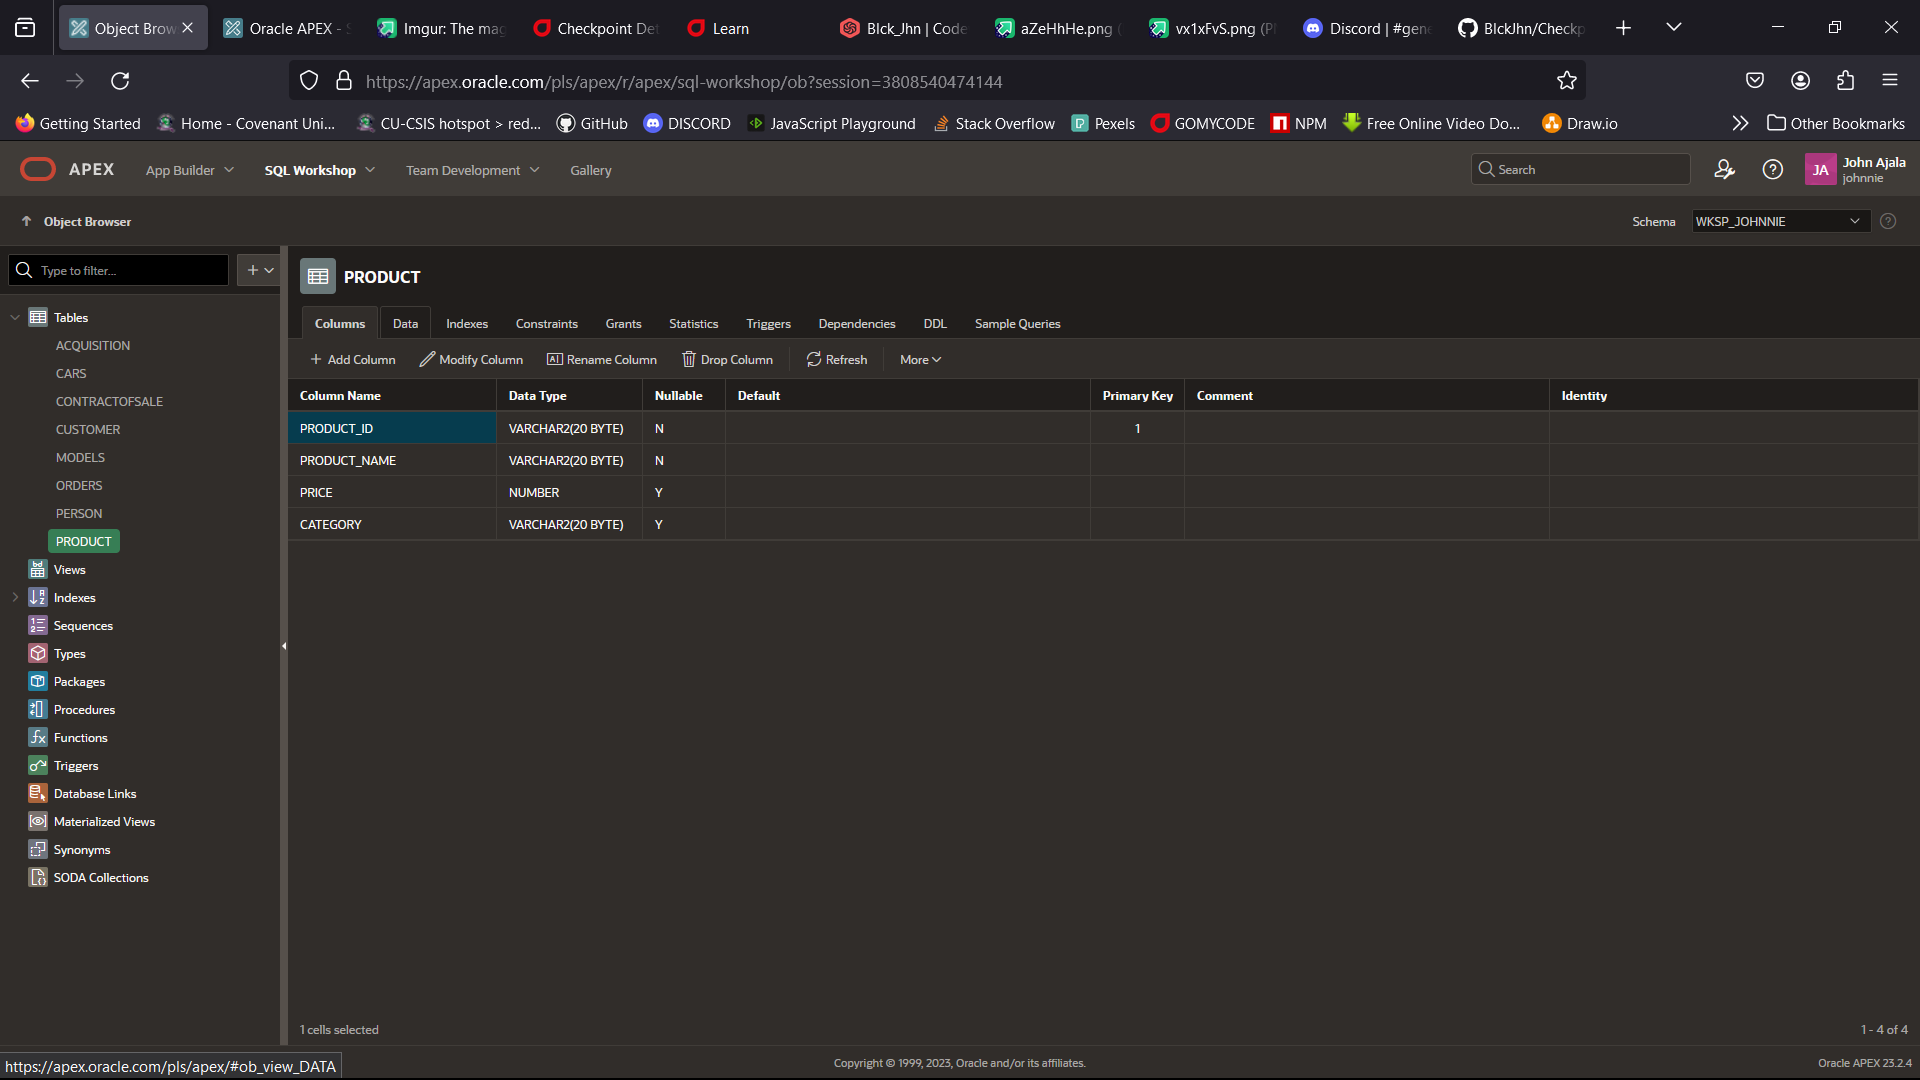 Object Brow
Oracle APEX - S
Imgur: The mag
Checkpoint Det
Learn
Blck_Jhn | Code
aZeHhHe.png (
vx1xFvS.png (P
Discord | #gene
BlckJhn/Checkp
https://apex.oracle.com/pls/apex/r/apex/sql-workshop/ob?session=3808540474144
Getting Started
Home - Covenant Uni...
CU-CSIS hotspot > red...
GitHub
DISCORD
JavaScript Playground
Stack Overflow
Pexels
GOMYCODE
NPM
Free Online Video Do...
Draw.io
Other Bookmarks
APEX
App Builder
SQL Workshop
Team Development
Gallery
Search
JA
John Ajala
johnnie
Object Browser
Schema
WKSP_JOHNNIE
Type to filter...
Tables
ACQUISITION
CARS
CONTRACTOFSALE
CUSTOMER
MODELS
ORDERS
PERSON
PRODUCT
Views
Indexes
Sequences
Types
Packages
Procedures
Functions
Triggers
Database Links
Materialized Views
Synonyms
SODA Collections
PRODUCT
Columns Data Indexes Constraints Grants Statistics Triggers Dependencies DDL Sample Queries
Add Column Modify Column Rename Column Drop Column Refresh More
Column Name Data Type Nullable Default Primary Key Comment Identity
PRODUCT_ID VARCHAR2(20 BYTE) N 1
PRODUCT_NAME VARCHAR2(20 BYTE) N
PRICE NUMBER Y
CATEGORY VARCHAR2(20 BYTE) Y
1 cells selected
1 - 4 of 4
https://apex.oracle.com/pls/apex/#ob_view_DATA
Copyright © 1999, 2023, Oracle and/or its affiliates.
Oracle APEX 23.2.4